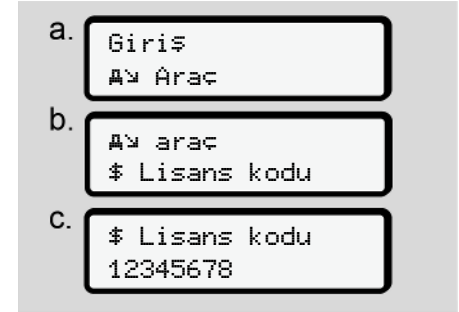 a.
Giriş
Araç
b.
araç
$ Lisans kodu
c.
$ Lisans kodu
12345678